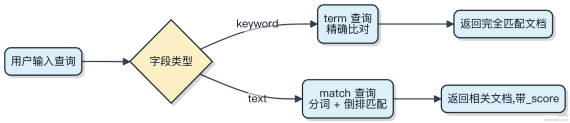 用户输入查询
字段类型
keyword
term 查询
精确比对
返回完全匹配文档
text
match 查询
分词 + 倒排匹配
返回相关文档,带_score